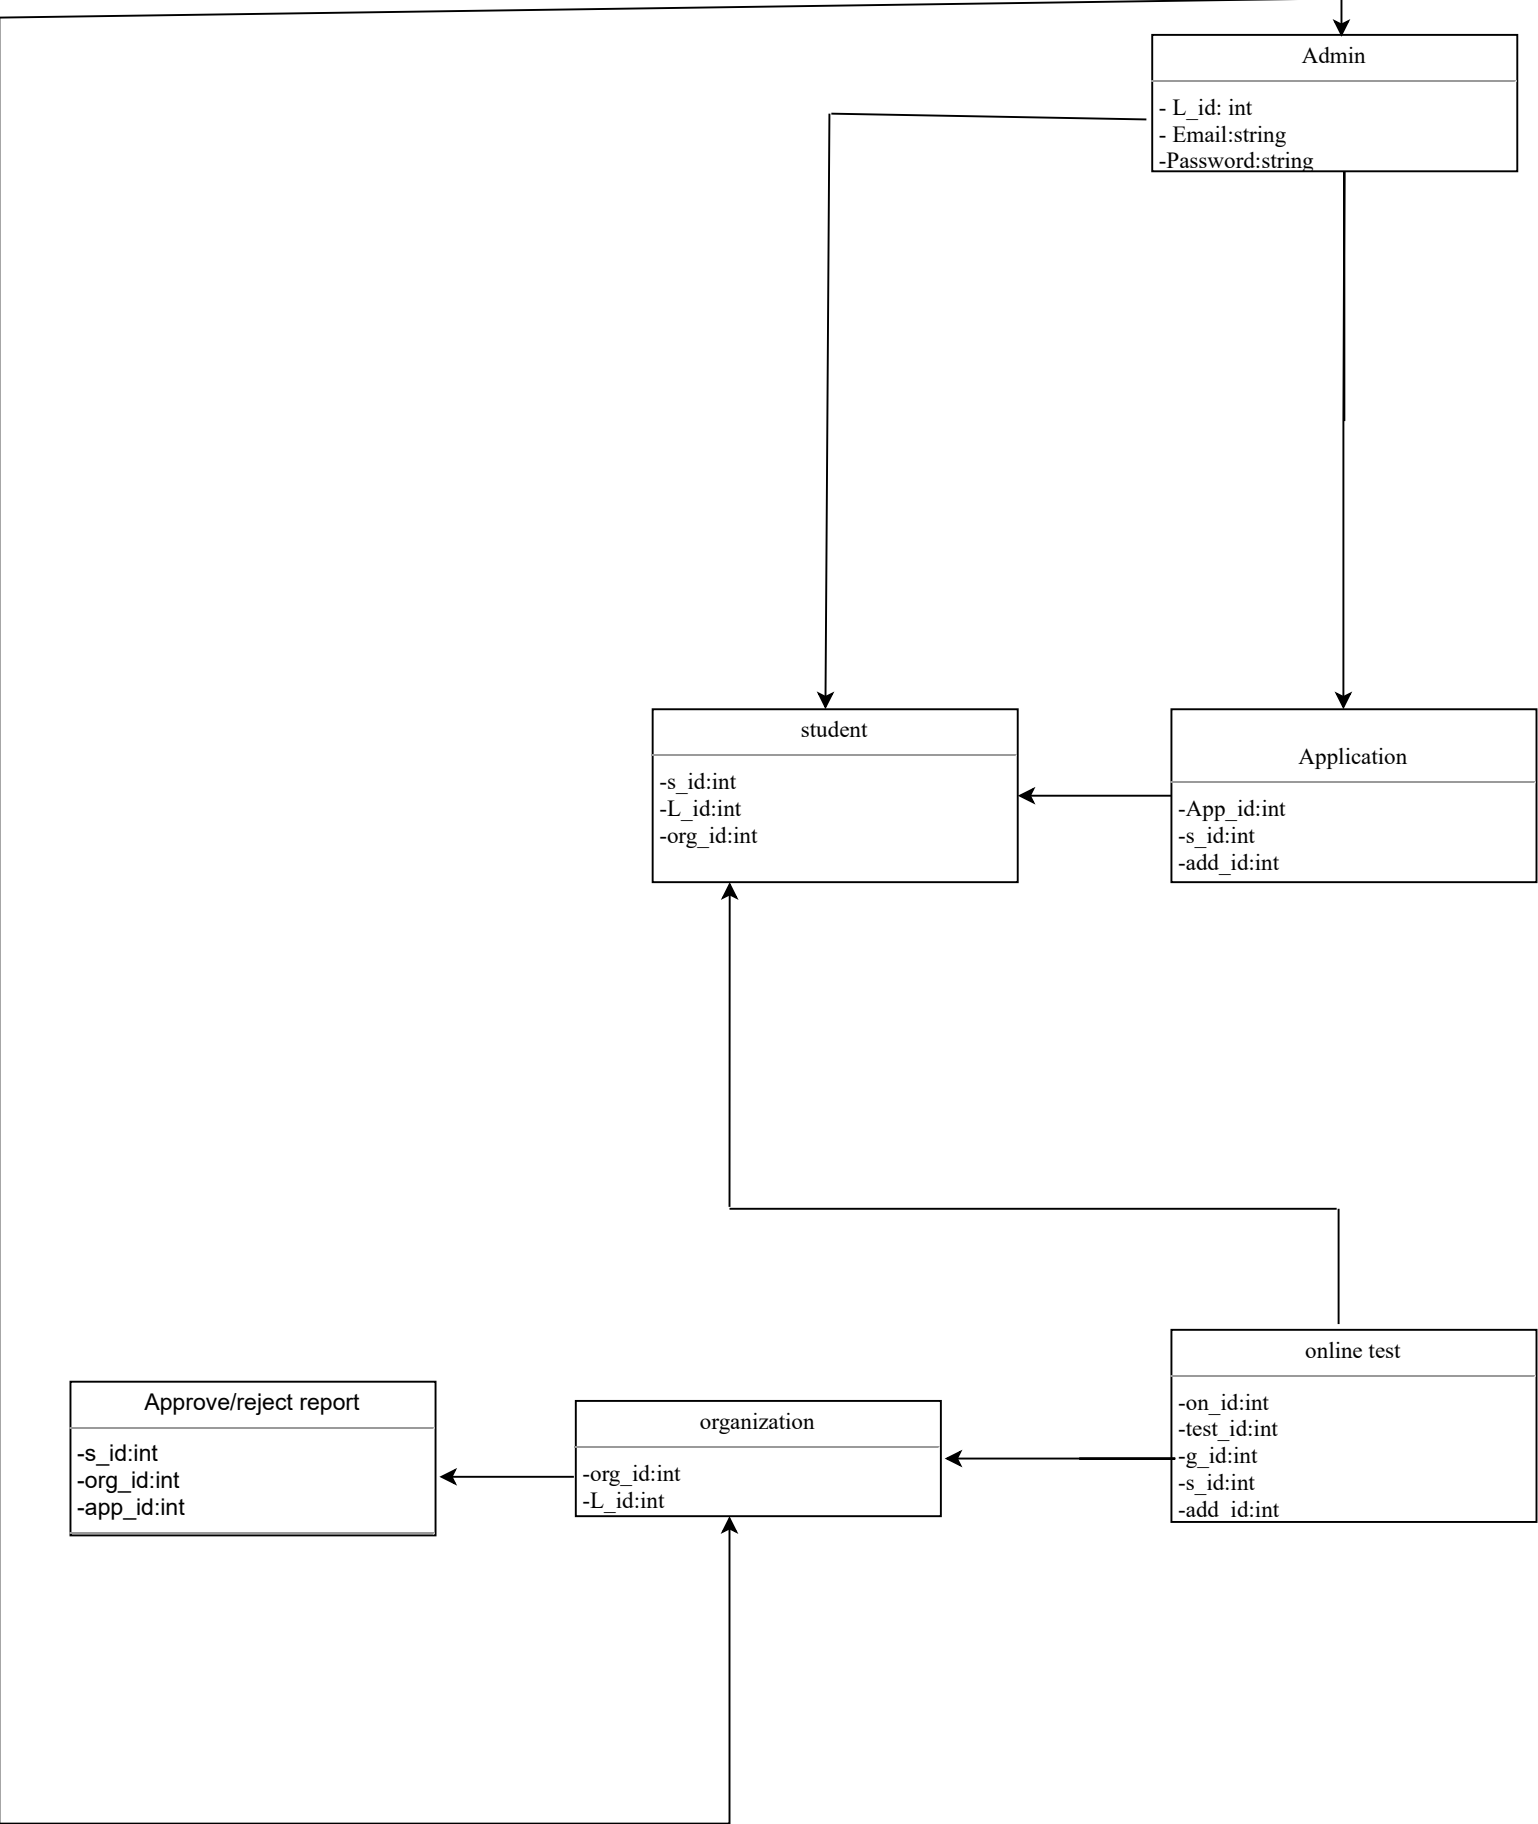 Admin
- L_id: int
- Email:string
-Password:string
student
-s_id:int
-L_id:int
-org_id:int
Application
-App_id:int
-s_id:int
-add_id:int
online test
-on_id:int
-test_id:int
-g_id:int
-s_id:int
-add_id:int
Approve/reject report
-s_id:int
-org_id:int
-app_id:int
organization
-org_id:int
-L_id:int